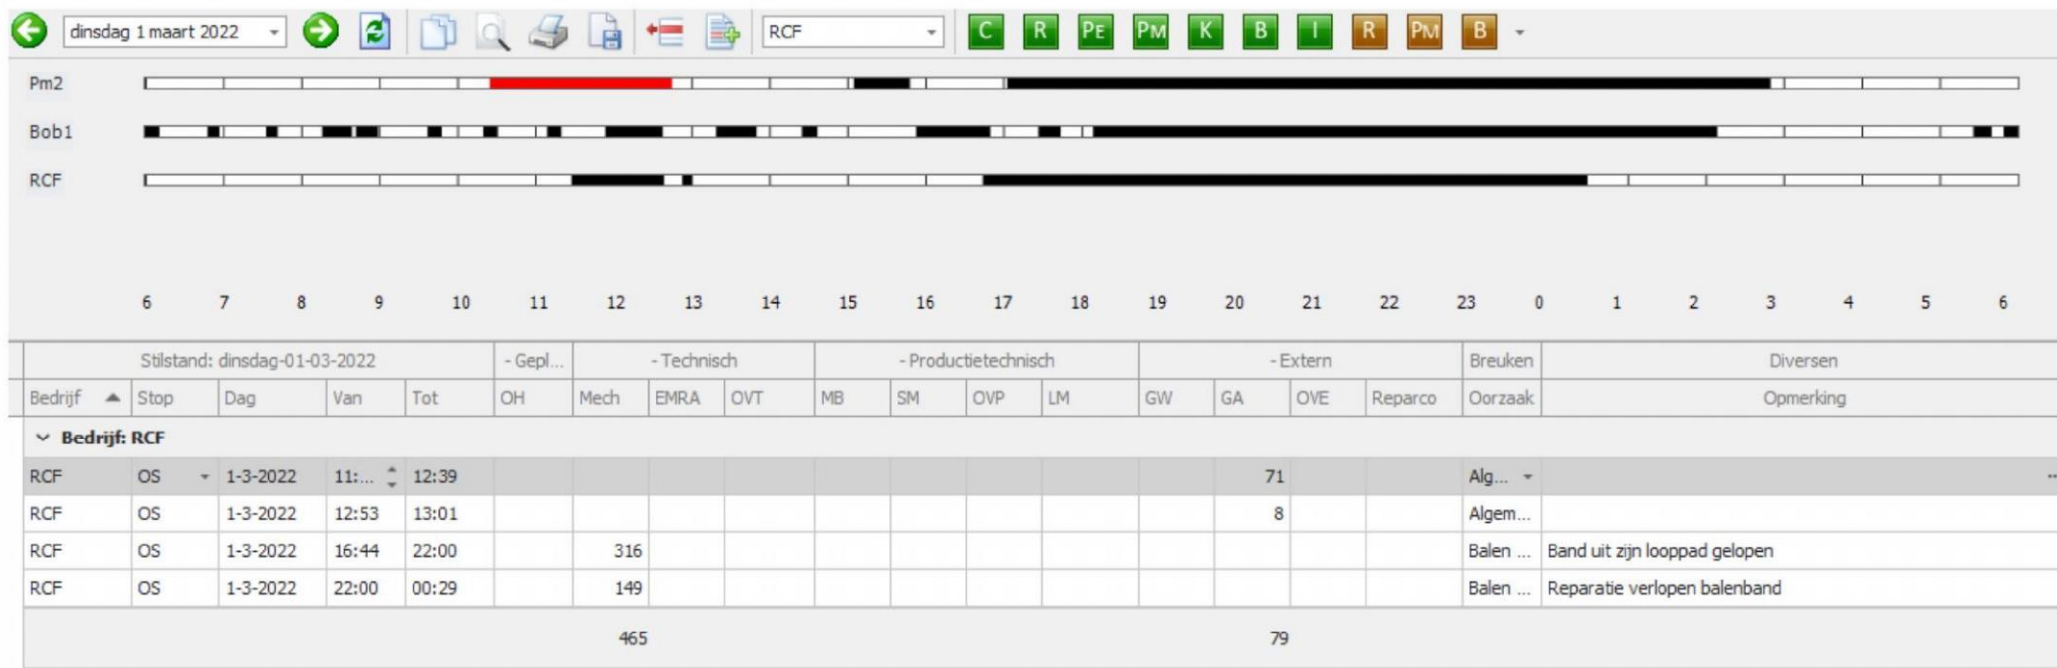 dinsdag 1 maart 2022 RCF C R PE PM K B I R PM B
Pm2
Bob1
RCF
6 7 8 9 10 11 12 13 14 15 16 17 18 19 20 21 22 23 0 1 2 3 4 5 6
Stilstand: dinsdag-01-03-2022 - Gepl... - Technisch - Productietechnisch - Extern Breuken Diversen
Bedrijf Stop Dag Van Tot OH Mech EMRA OVT MB SM OVP LM GW GA OVE Reparco Oorzaak Opmerking
Bedrijf: RCF
RCF OS 1-3-2022 11:... 12:39 71 Alg... ...
RCF OS 1-3-2022 12:53 13:01 8 Algem...
RCF OS 1-3-2022 16:44 22:00 316 Balen ... Band uit zijn looppad gelopen
RCF OS 1-3-2022 22:00 00:29 149 Balen ... Reparatie verlopen balenband
465 79